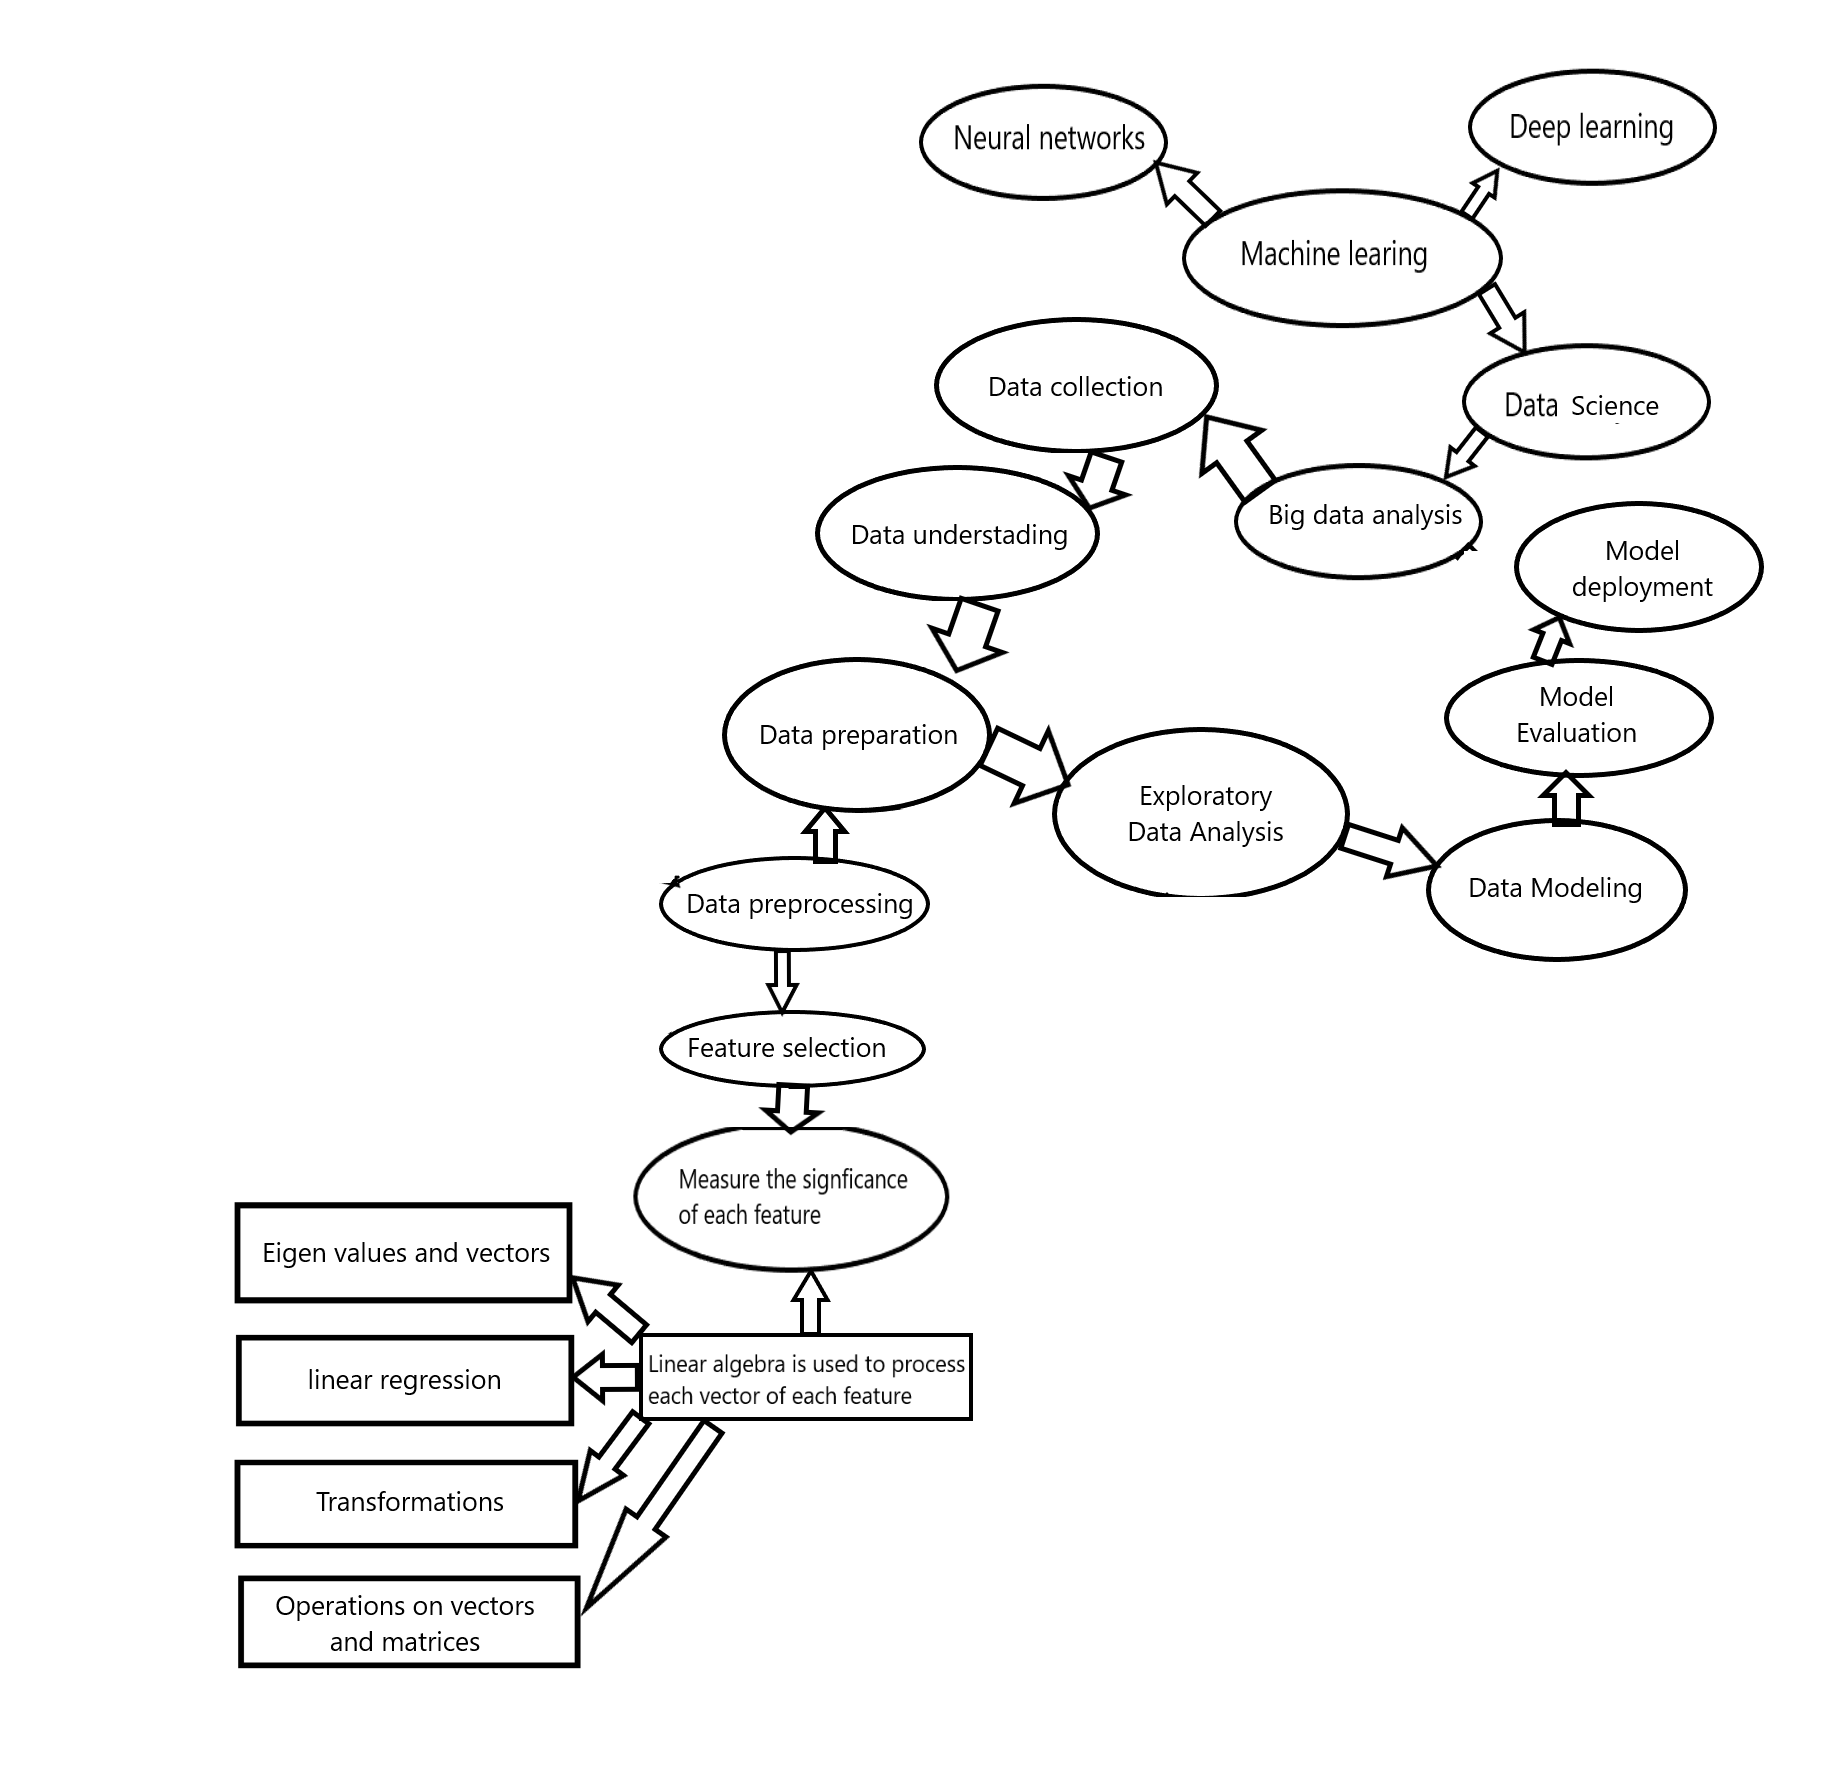 Neural networks
Deep learning
Machine learing
Data collection
Data Science
Data understading
Big data analysis
Model
deployment
Model
Evaluation
Data preparation
Exploratory
Data Analysis
Data Modeling
Data preprocessing
Feature selection
Measure the signficance
of each feature
Eigen values and vectors
linear regression
Linear algebra is used to process
each vector of each feature
Transformations
Operations on vectors
and matrices